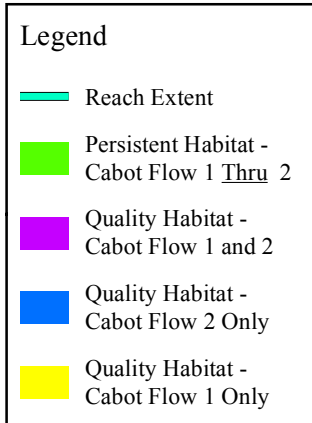 Legend
Reach Extent
Persistent Habitat -
Cabot Flow 1 Thru 2
Quality Habitat -
Cabot Flow 1 and 2
Quality Habitat -
Cabot Flow 2 Only
Quality Habitat -
Cabot Flow 1 Only